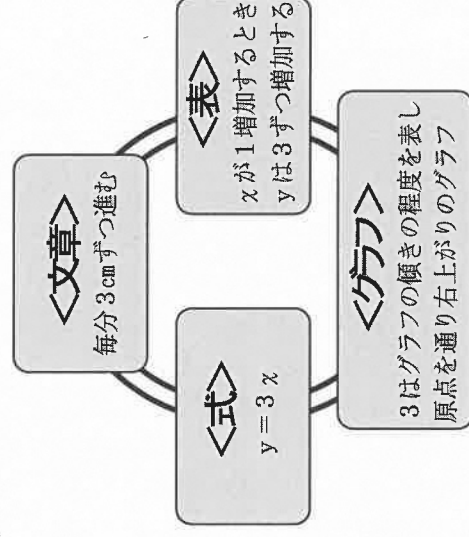 <文章>
毎分3cmずつ進む
<式>
y=3χ
<表>
χが1増加するとき
yは3ずつ増加する
<グラフ>
3はグラフの傾きの程度を表し
原点を通り右上がりのグラフ